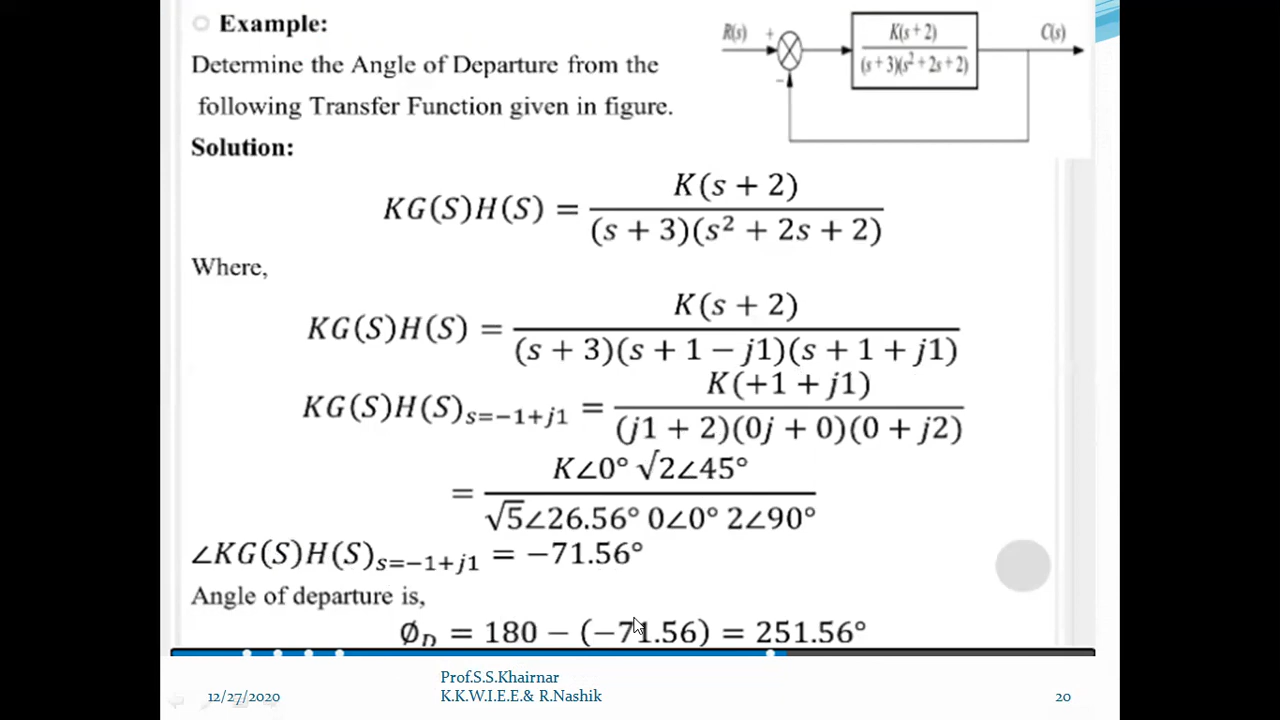 Example:
Determine the Angle of Departure from the
following Transfer Function given in figure.
R(s) + − K(s + 2) / (s + 3)(s² + 2s + 2) C(s)
Solution:
KG(S)H(S) = K(s + 2) / (s + 3)(s² + 2s + 2)
Where,
KG(S)H(S) = K(s + 2) / (s + 3)(s + 1 − j1)(s + 1 + j1)
KG(S)H(S)s=−1+j1 = K(+1 + j1) / (j1 + 2)(0j + 0)(0 + j2)
= K∠0° √2∠45° / √5∠26.56° 0∠0° 2∠90°
∠KG(S)H(S)s=−1+j1 = −71.56°
Angle of departure is,
ØD = 180 − (−71.56) = 251.56°
Prof.S.S.Khairnar
12/27/2020 K.K.W.I.E.E.& R.Nashik 20